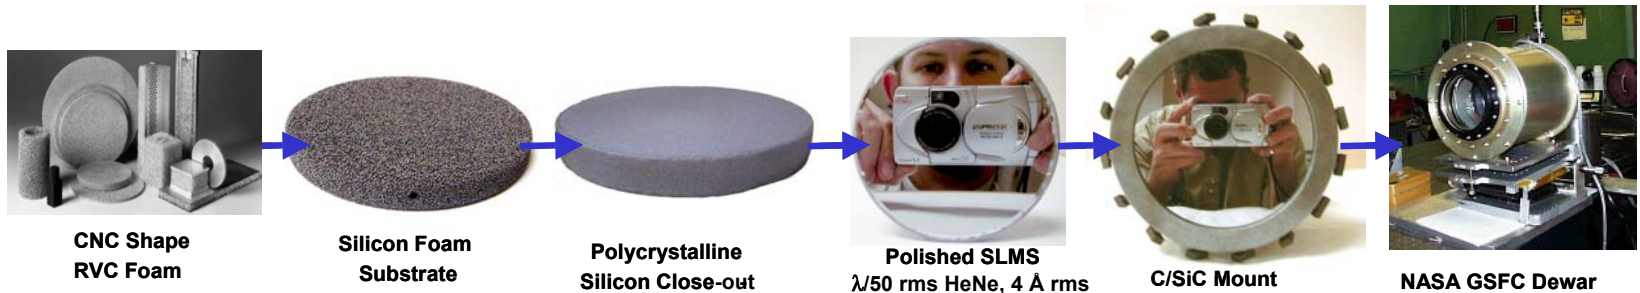 CNC Shape
RVC Foam
Silicon Foam
Substrate
Polycrystalline
Silicon Close-out
Polished SLMS
λ/50 rms HeNe, 4 Å rms
C/SiC Mount
NASA GSFC Dewar
CAUTION